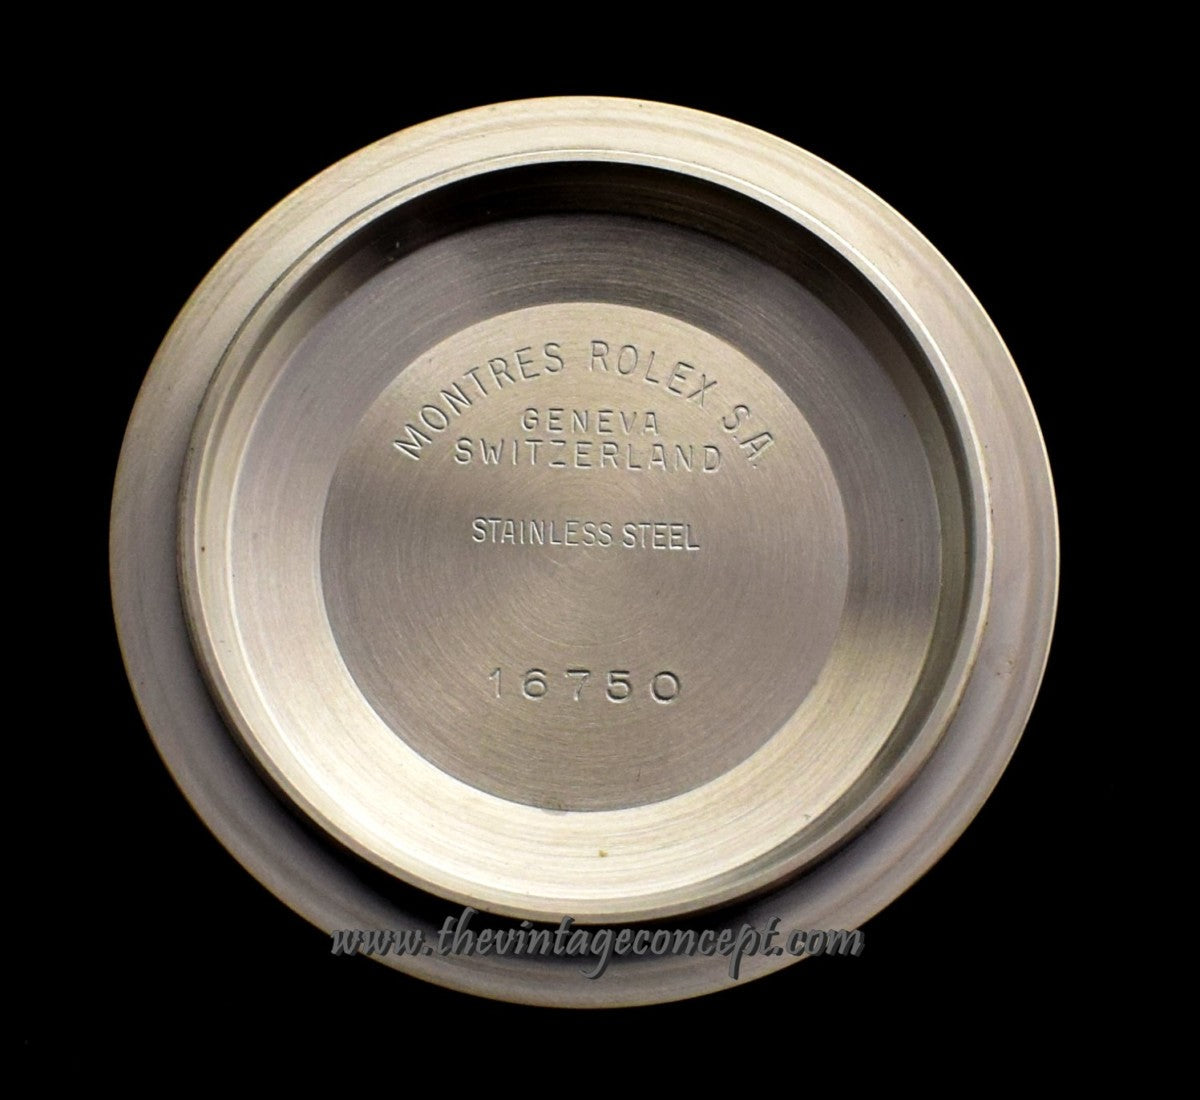 MONTRES ROLEX S.A.
GENEVA
SWITZERLAND
STAINLESS STEEL
16750
www.thevintageconcept.com